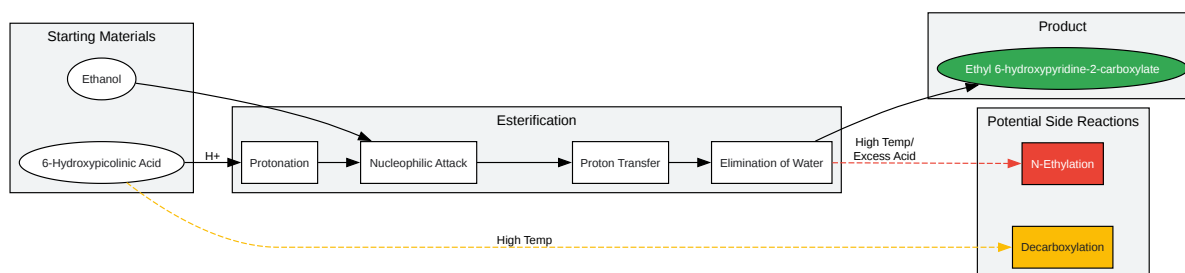 Starting Materials
Ethanol
6-Hydroxypicolinic Acid
H+
Esterification
Protonation
Nucleophilic Attack
Proton Transfer
Elimination of Water
Product
Ethyl 6-hydroxypyridine-2-carboxylate
Potential Side Reactions
High Temp/
Excess Acid
N-Ethylation
High Temp
Decarboxylation